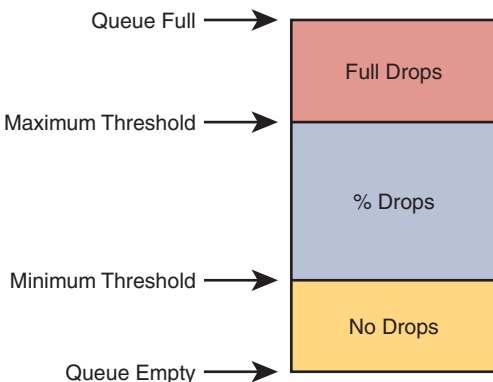 Queue Full
Full Drops
Maximum Threshold
% Drops
Minimum Threshold
No Drops
Queue Empty